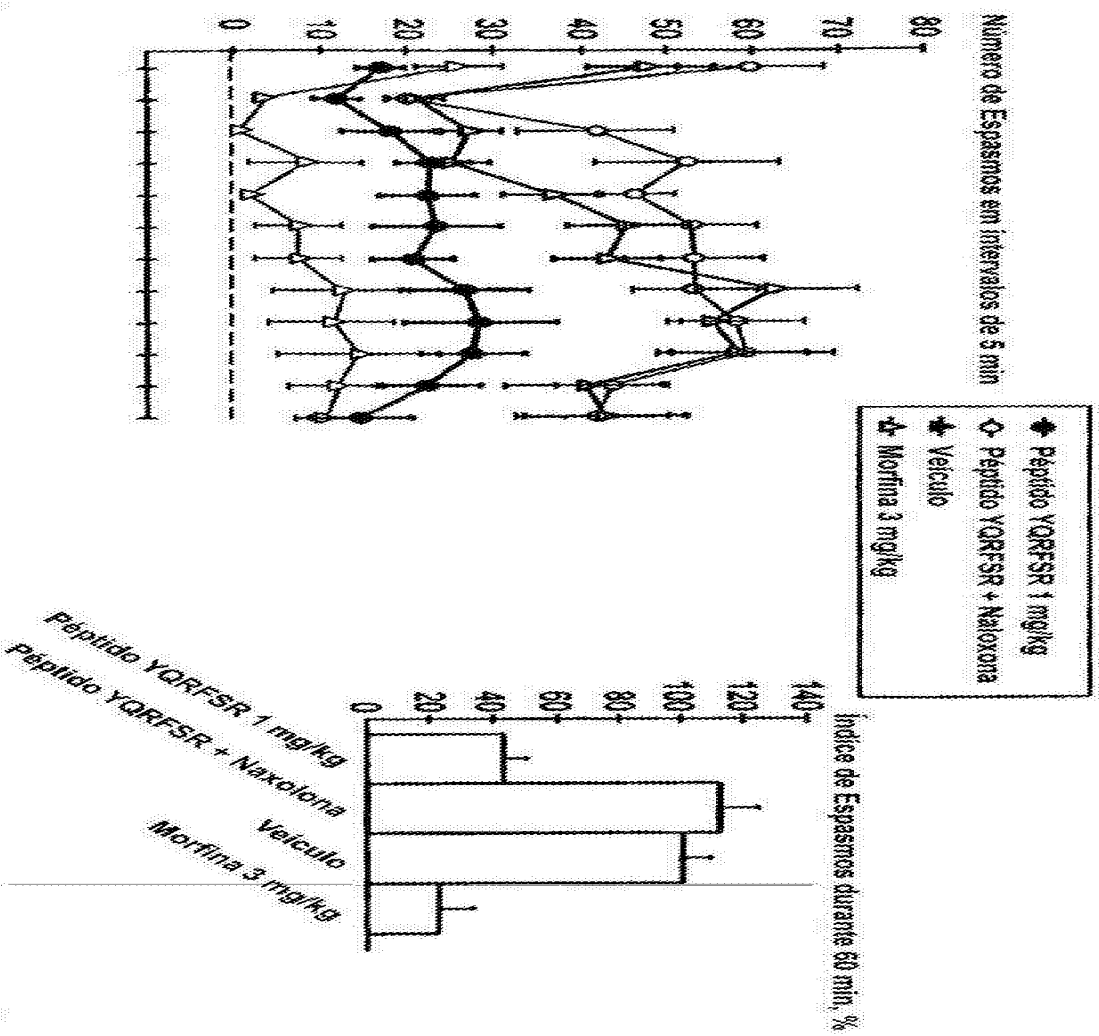 Número de Espasmos em intervalos de 5 min
80
70
60
50
40
30
20
10
0
Péptido YQRFSR 1 mg/kg
Péptido YQRFSR + Naloxona
Veículo
Morfina 3 mg/kg
Índice de Espasmos durante 60 min, %
140
120
100
80
60
40
20
0
Péptido YQRFSR 1 mg/kg
Péptido YQRFSR + Naxolona
Veículo
Morfina 3 mg/kg